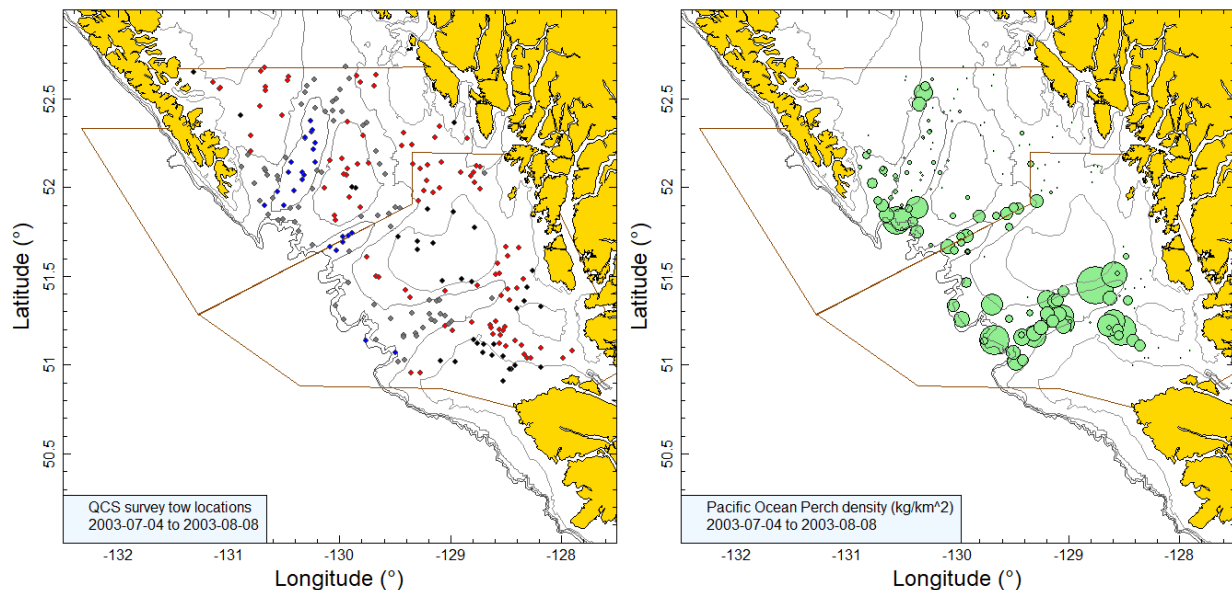 52.5
52
51.5
51
50.5
Latitude (°)
QCS survey tow locations
2003-07-04 to 2003-08-08
-132
-131
-130
-129
-128
Longitude (°)
52.5
52
51.5
51
50.5
Latitude (°)
Pacific Ocean Perch density (kg/km^2)
2003-07-04 to 2003-08-08
-132
-131
-130
-129
-128
Longitude (°)